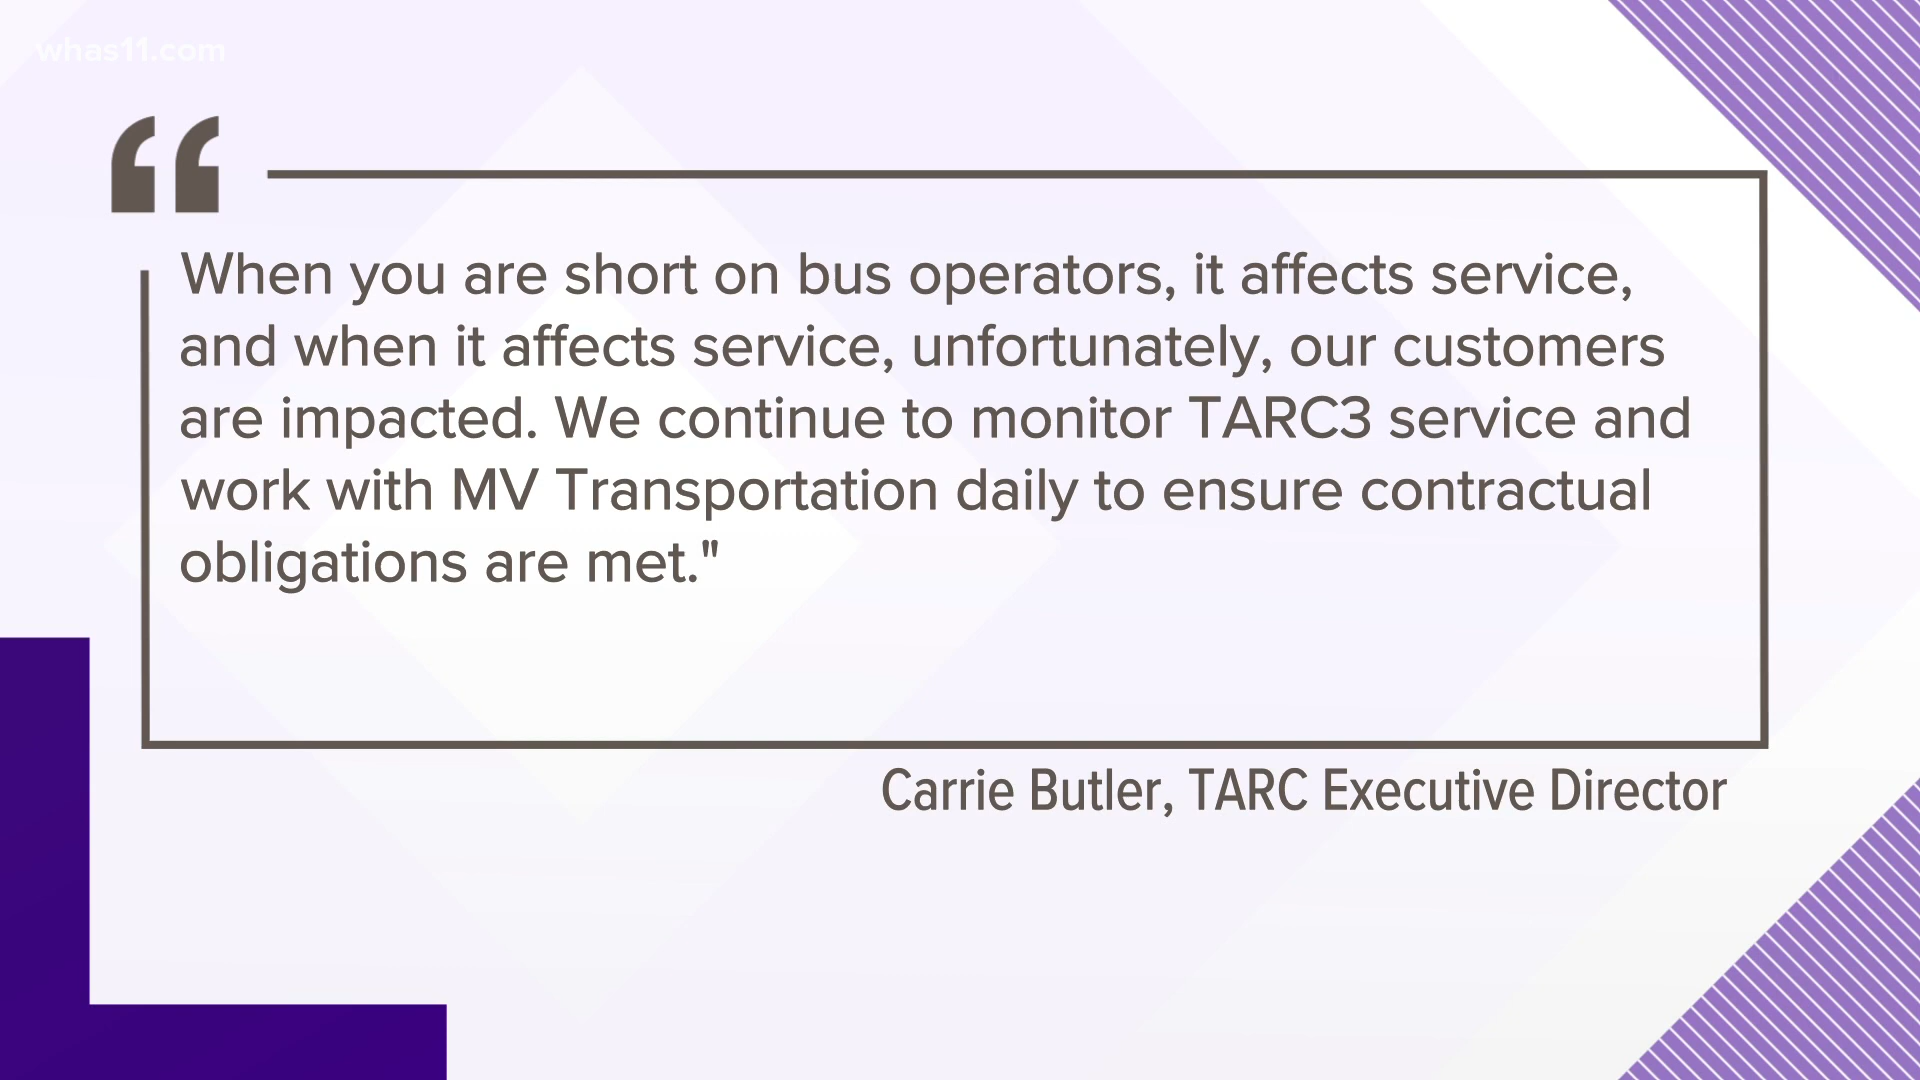 whas11.com
“
When you are short on bus operators, it affects service,
and when it affects service, unfortunately, our customers
are impacted. We continue to monitor TARC3 service and
work with MV Transportation daily to ensure contractual
obligations are met."
Carrie Butler, TARC Executive Director